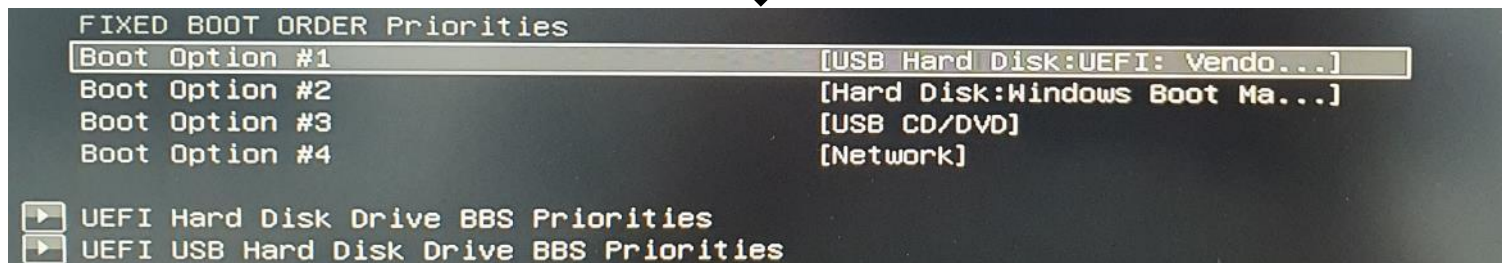 FIXED BOOT ORDER Priorities
Boot Option #1 [USB Hard Disk:UEFI: Vendo...]
Boot Option #2 [Hard Disk:Windows Boot Ma...]
Boot Option #3 [USB CD/DVD]
Boot Option #4 [Network]
UEFI Hard Disk Drive BBS Priorities
UEFI USB Hard Disk Drive BBS Priorities